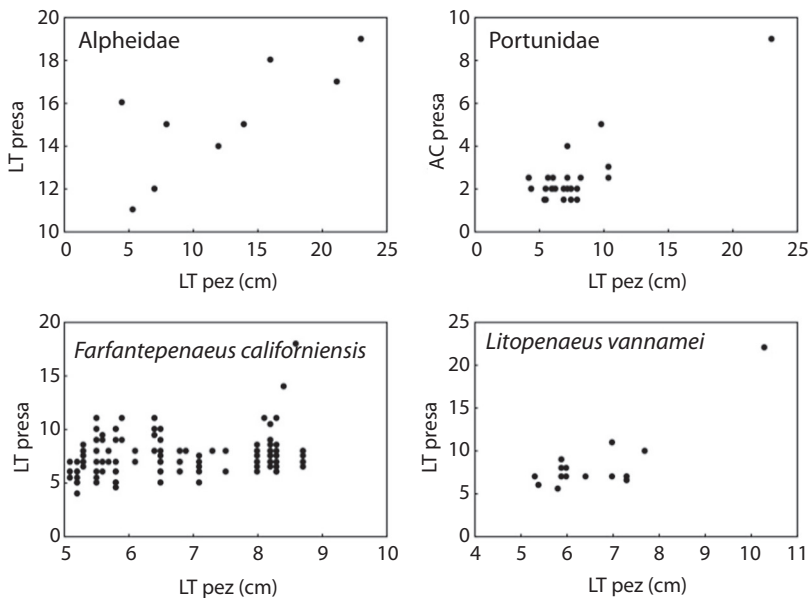 Alpheidae
20
18
16
14
12
10
LT presa
0 5 10 15 20 25
LT pez (cm)
Portunidae
10
8
6
4
2
0
AC presa
0 5 10 15 20 25
LT pez (cm)
Farfantepenaeus californiensis
20
15
10
5
0
LT presa
5 6 7 8 9 10
LT pez (cm)
Litopenaeus vannamei
25
20
15
10
5
0
LT presa
4 5 6 7 8 9 10 11
LT pez (cm)